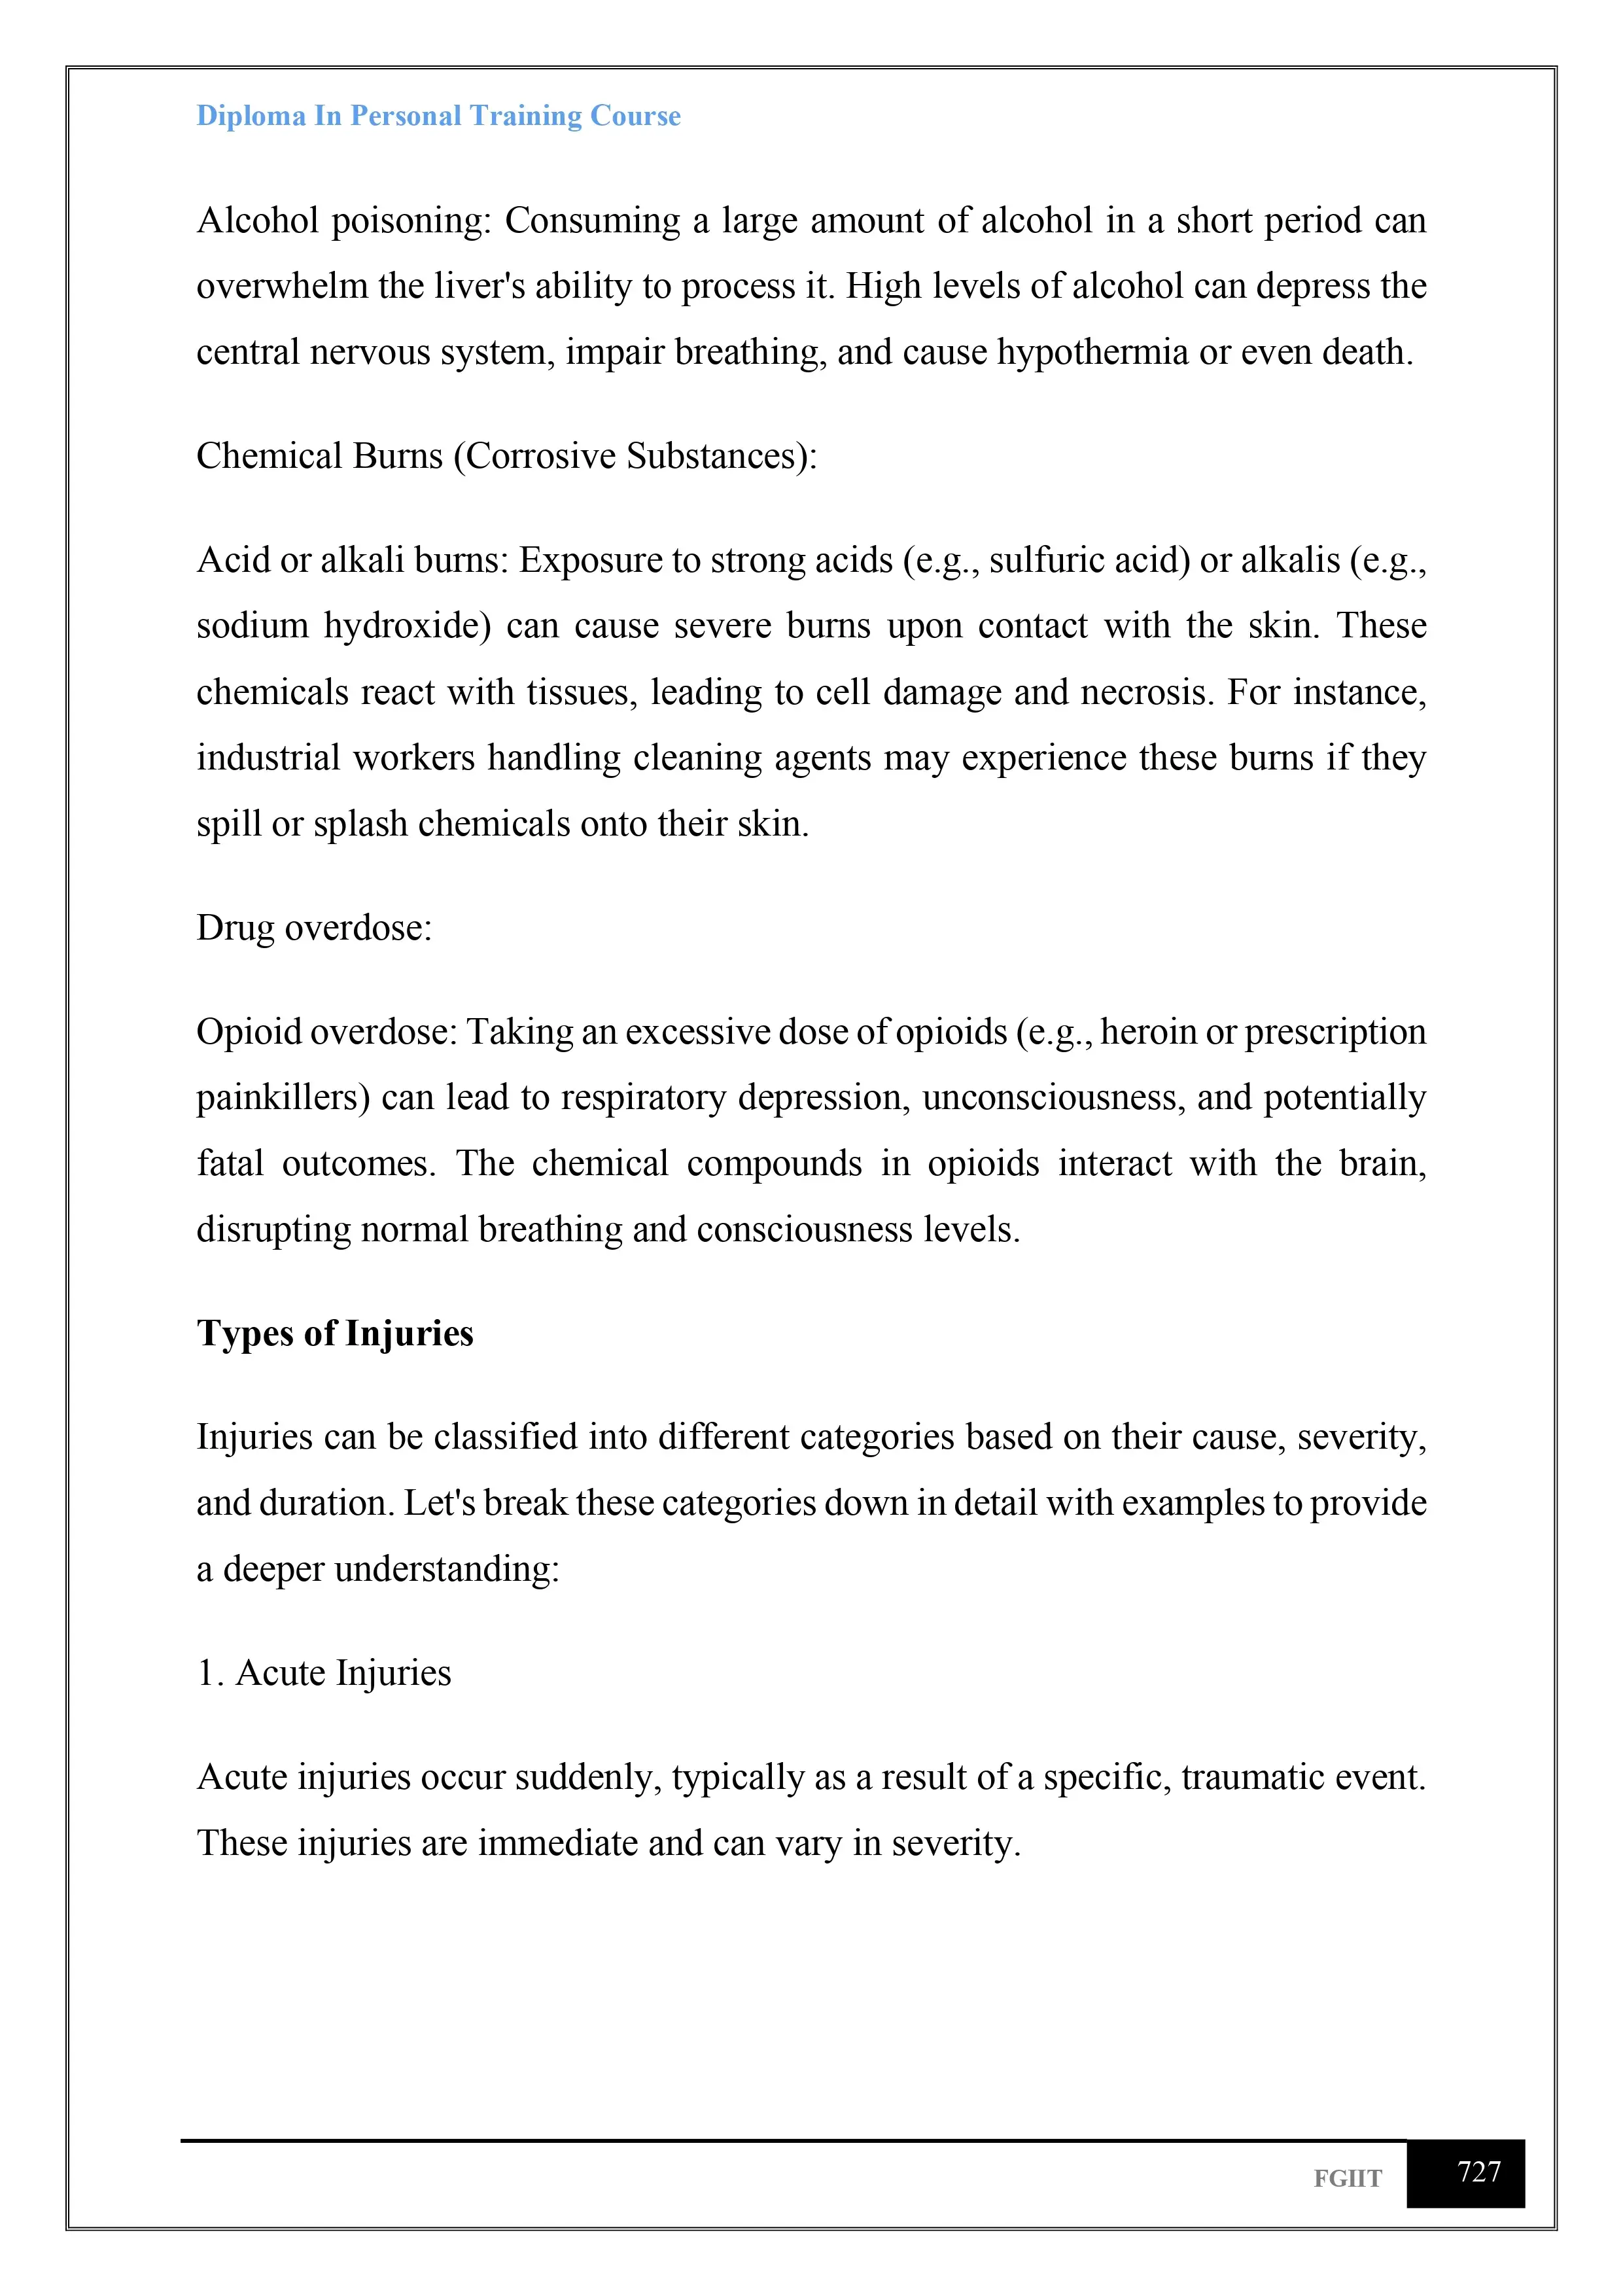 Diploma In Personal Training Course
Alcohol poisoning: Consuming a large amount of alcohol in a short period can
overwhelm the liver's ability to process it. High levels of alcohol can depress the
central nervous system, impair breathing, and cause hypothermia or even death.
Chemical Burns (Corrosive Substances):
Acid or alkali burns: Exposure to strong acids (e.g., sulfuric acid) or alkalis (e.g.,
sodium hydroxide) can cause severe burns upon contact with the skin. These
chemicals react with tissues, leading to cell damage and necrosis. For instance,
industrial workers handling cleaning agents may experience these burns if they
spill or splash chemicals onto their skin.
Drug overdose:
Opioid overdose: Taking an excessive dose of opioids (e.g., heroin or prescription
painkillers) can lead to respiratory depression, unconsciousness, and potentially
fatal outcomes. The chemical compounds in opioids interact with the brain,
disrupting normal breathing and consciousness levels.
Types of Injuries
Injuries can be classified into different categories based on their cause, severity,
and duration. Let's break these categories down in detail with examples to provide
a deeper understanding:
1. Acute Injuries
Acute injuries occur suddenly, typically as a result of a specific, traumatic event.
These injuries are immediate and can vary in severity.
FGIIT
727